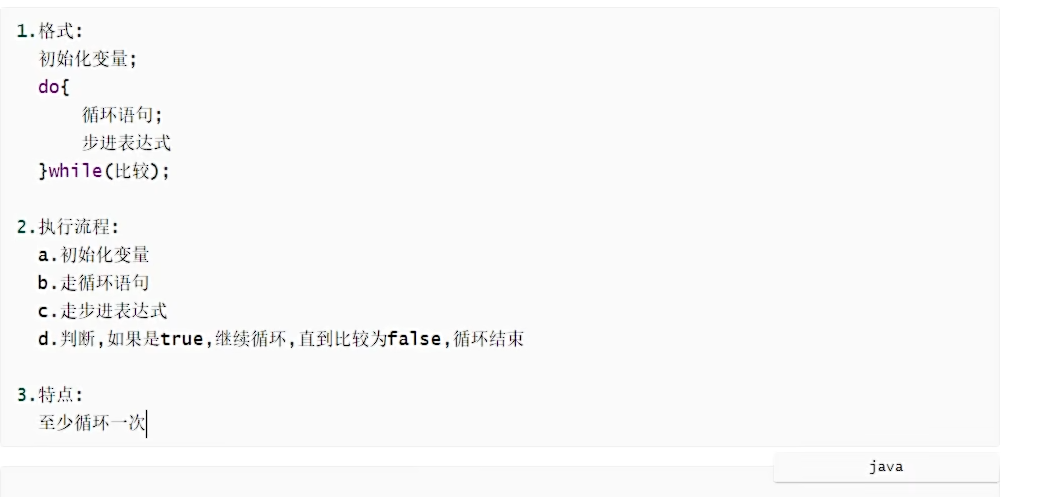 1.格式:
初始化变量;
do{
循环语句;
步进表达式
}while(比较);
2.执行流程:
a.初始化变量
b.走循环语句
c.走步进表达式
d.判断,如果是true,继续循环,直到比较为false,循环结束
3.特点:
至少循环一次
java